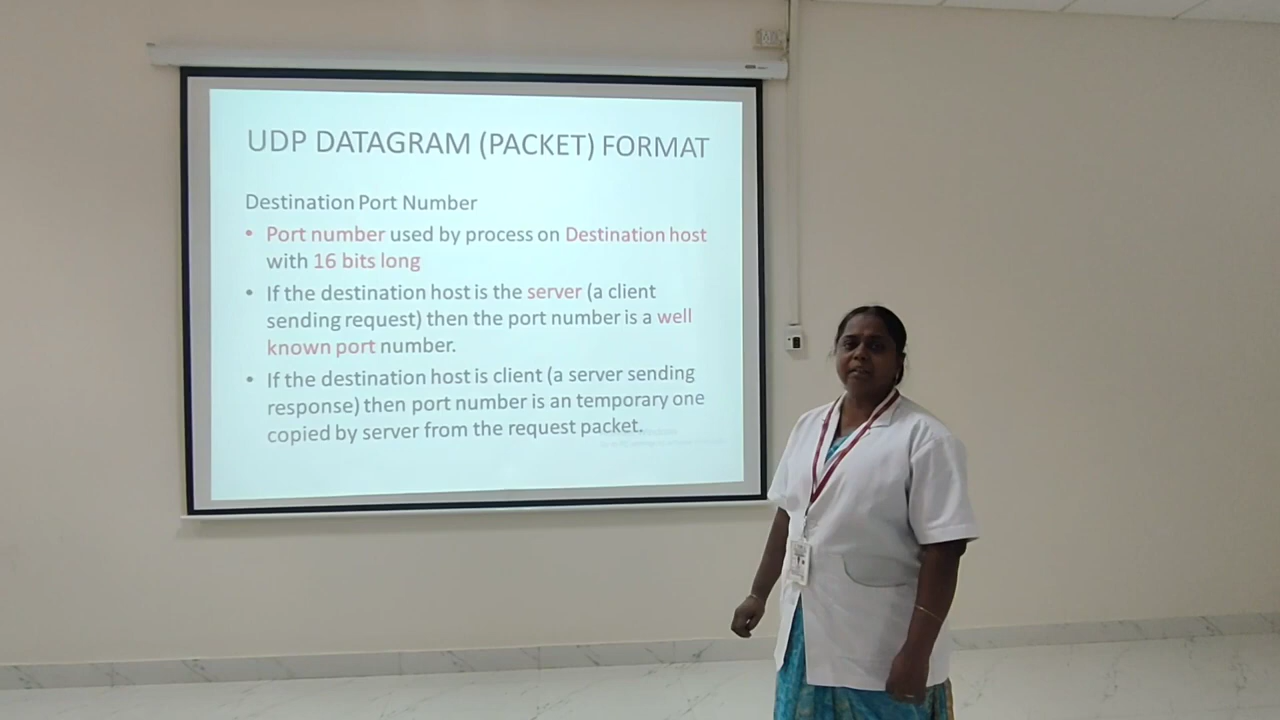 UDP DATAGRAM (PACKET) FORMAT
Destination Port Number
• Port number used by process on Destination host
with 16 bits long
• If the destination host is the server (a client
sending request) then the port number is a well
known port number.
• If the destination host is client (a server sending
response) then port number is an temporary one
copied by server from the request packet.